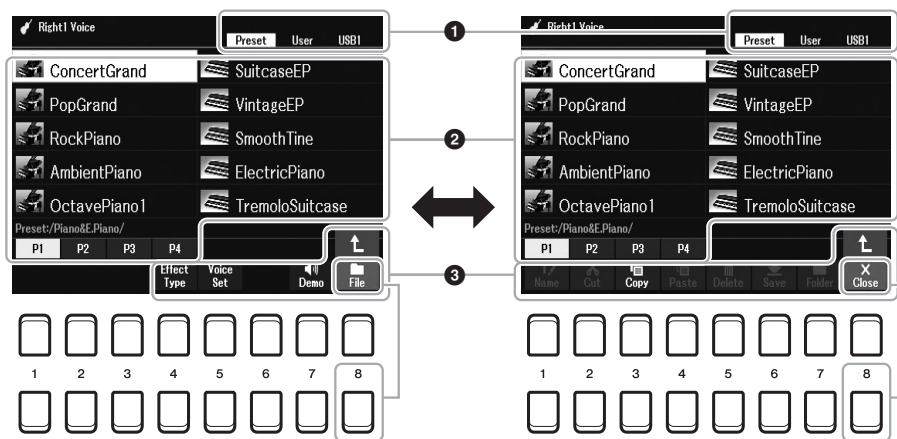 Right1 Voice
Preset User USB1
ConcertGrand SuitcaseEP
PopGrand VintageEP
RockPiano SmoothTine
AmbientPiano ElectricPiano
OctavePiano1 TremoloSuitcase
Preset:/Piano&E.Piano/
P1 P2 P3 P4
Effect Type Voice Set Demo File
1 2 3 4 5 6 7 8
1
2
3
Right1 Voice
Preset User USB1
ConcertGrand SuitcaseEP
PopGrand VintageEP
RockPiano SmoothTine
AmbientPiano ElectricPiano
OctavePiano1 TremoloSuitcase
Preset:/Piano&E.Piano/
P1 P2 P3 P4
Name Cut Copy Paste Delete Save Folder Close
1 2 3 4 5 6 7 8